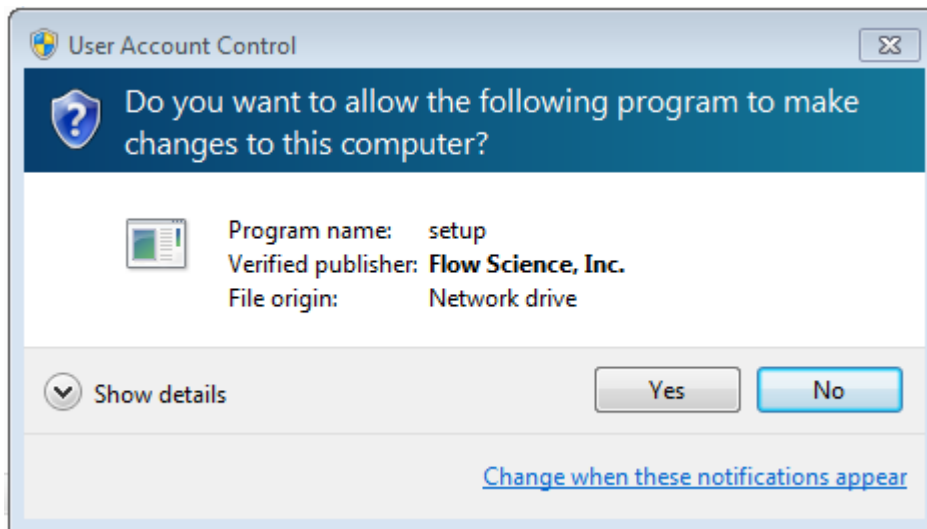 User Account Control
Do you want to allow the following program to make
changes to this computer?
Program name: setup
Verified publisher: Flow Science, Inc.
File origin: Network drive
Show details
Yes
No
Change when these notifications appear